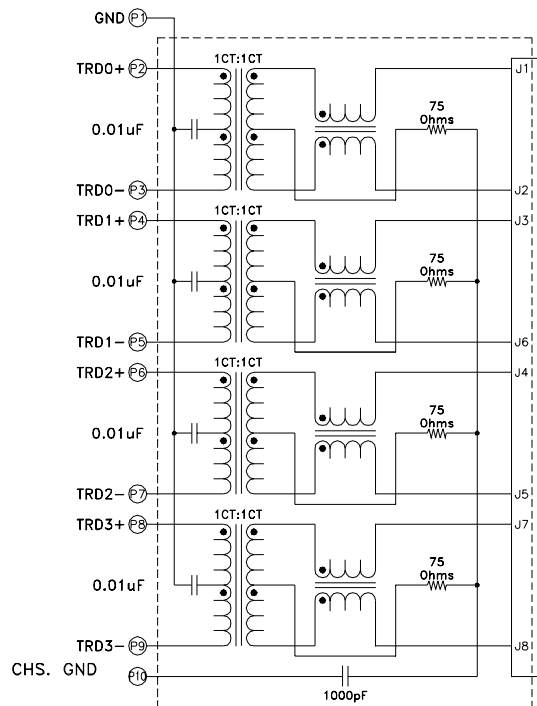 GND P1
1CT:1CT
TRD0+ P2
J1
75
Ohms
0.01uF
TRD0- P3
J2
1CT:1CT
TRD1+ P4
J3
75
Ohms
0.01uF
TRD1- P5
J6
1CT:1CT
TRD2+ P6
J4
75
Ohms
0.01uF
TRD2- P7
J5
1CT:1CT
TRD3+ P8
J7
75
Ohms
0.01uF
TRD3- P9
J8
CHS. GND P10
1000pF